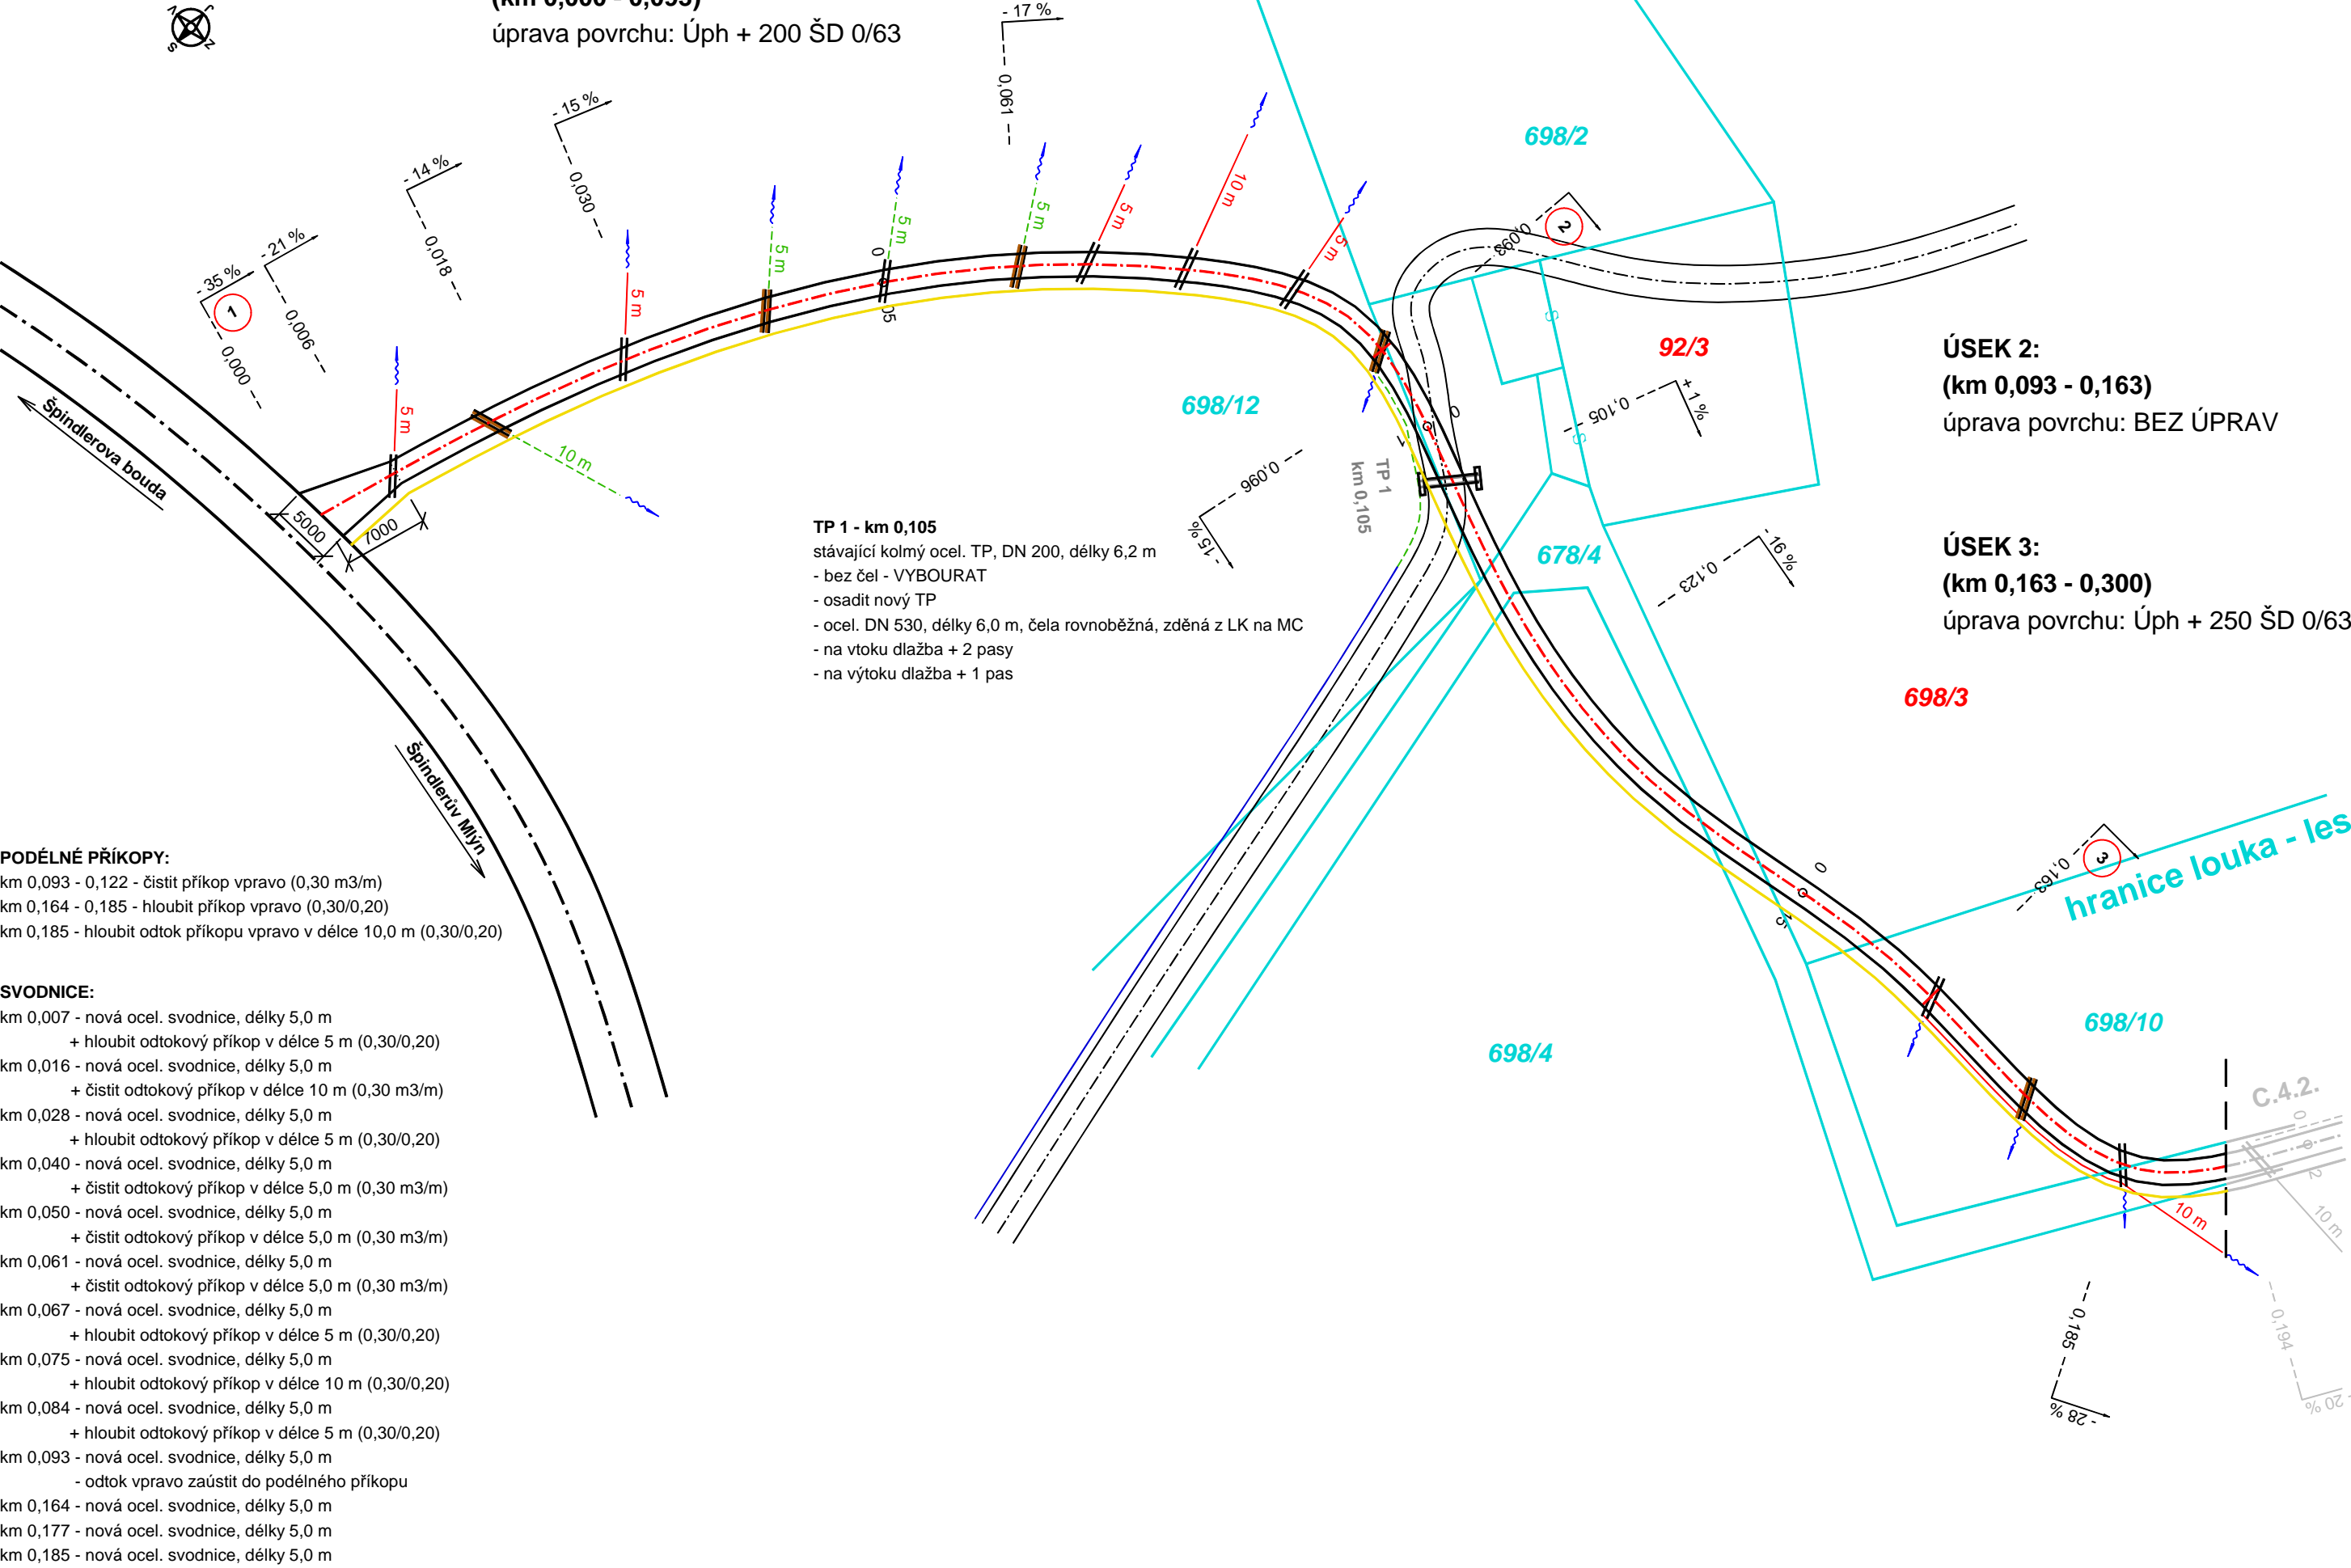 (km 0,000 - 0,093)
úprava povrchu: Úph + 200 ŠD 0/63
- 17 %
0,061
- 15 %
0,030
- 14 %
0,018
- 21 %
0,006
- 35 %
1
0,000
5 m
10 m
5 m
5 m
5 m
5 m
5 m
10 m
5 m
Špindlerova bouda
5000
7000
Špindlerův Mlýn
698/2
2
0,093
92/3
S
S
0,105
+ 1 %
698/12
0,096
- 15 %
TP 1
km 0,105
678/4
0,123
- 16 %
ÚSEK 2:
(km 0,093 - 0,163)
úprava povrchu: BEZ ÚPRAV
ÚSEK 3:
(km 0,163 - 0,300)
úprava povrchu: Úph + 250 ŠD 0/63
TP 1 - km 0,105
stávající kolmý ocel. TP, DN 200, délky 6,2 m
- bez čel - VYBOURAT
- osadit nový TP
- ocel. DN 530, délky 6,0 m, čela rovnoběžná, zděná z LK na MC
- na vtoku dlažba + 2 pasy
- na výtoku dlažba + 1 pas
698/3
hranice louka - les
3
0,163
698/10
698/4
C.4.2.
10 m
10 m
0,185
- 28 %
0,194
- 20 %
PODÉLNÉ PŘÍKOPY:
km 0,093 - 0,122 - čistit příkop vpravo (0,30 m3/m)
km 0,164 - 0,185 - hloubit příkop vpravo (0,30/0,20)
km 0,185 - hloubit odtok příkopu vpravo v délce 10,0 m (0,30/0,20)
SVODNICE:
km 0,007 - nová ocel. svodnice, délky 5,0 m
+ hloubit odtokový příkop v délce 5 m (0,30/0,20)
km 0,016 - nová ocel. svodnice, délky 5,0 m
+ čistit odtokový příkop v délce 10 m (0,30 m3/m)
km 0,028 - nová ocel. svodnice, délky 5,0 m
+ hloubit odtokový příkop v délce 5 m (0,30/0,20)
km 0,040 - nová ocel. svodnice, délky 5,0 m
+ čistit odtokový příkop v délce 5,0 m (0,30 m3/m)
km 0,050 - nová ocel. svodnice, délky 5,0 m
+ čistit odtokový příkop v délce 5,0 m (0,30 m3/m)
km 0,061 - nová ocel. svodnice, délky 5,0 m
+ čistit odtokový příkop v délce 5,0 m (0,30 m3/m)
km 0,067 - nová ocel. svodnice, délky 5,0 m
+ hloubit odtokový příkop v délce 5 m (0,30/0,20)
km 0,075 - nová ocel. svodnice, délky 5,0 m
+ hloubit odtokový příkop v délce 10 m (0,30/0,20)
km 0,084 - nová ocel. svodnice, délky 5,0 m
+ hloubit odtokový příkop v délce 5 m (0,30/0,20)
km 0,093 - nová ocel. svodnice, délky 5,0 m
- odtok vpravo zaústit do podélného příkopu
km 0,164 - nová ocel. svodnice, délky 5,0 m
km 0,177 - nová ocel. svodnice, délky 5,0 m
km 0,185 - nová ocel. svodnice, délky 5,0 m